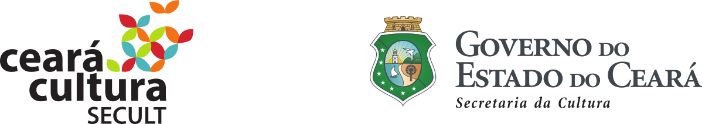 ceará
cultura
SECULT
GOVERNO DO
ESTADO DO CEARÁ
Secretaria da Cultura